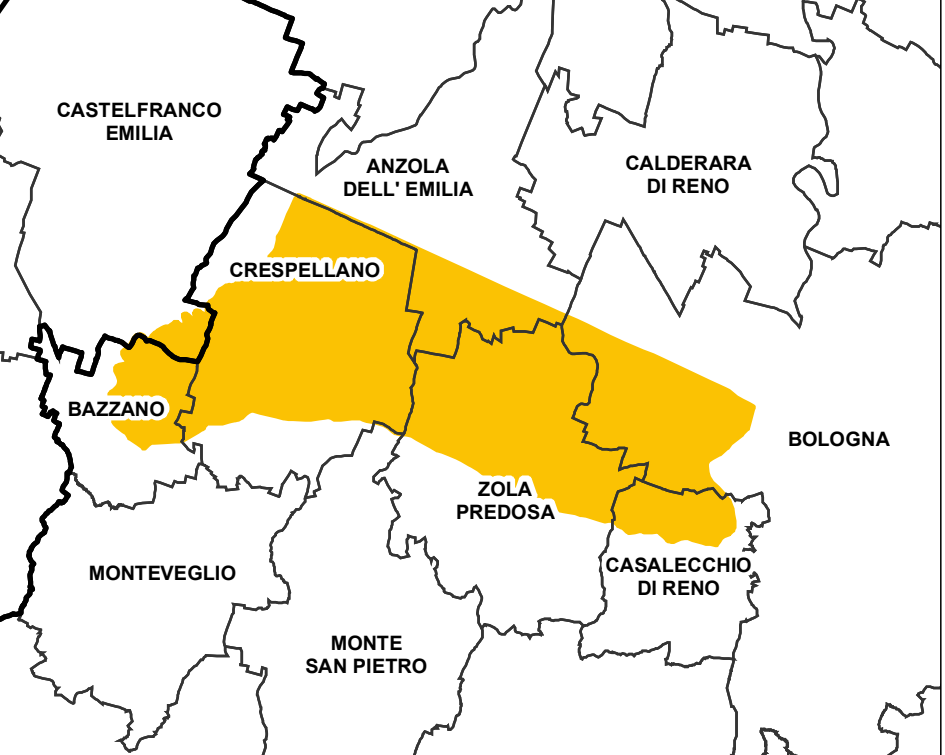 CASTELFRANCO
EMILIA
ANZOLA
DELL' EMILIA
CALDERARA
DI RENO
CRESPELLANO
BAZZANO
BOLOGNA
ZOLA
PREDOSA
MONTEVEGLIO
CASALECCHIO
DI RENO
MONTE
SAN PIETRO